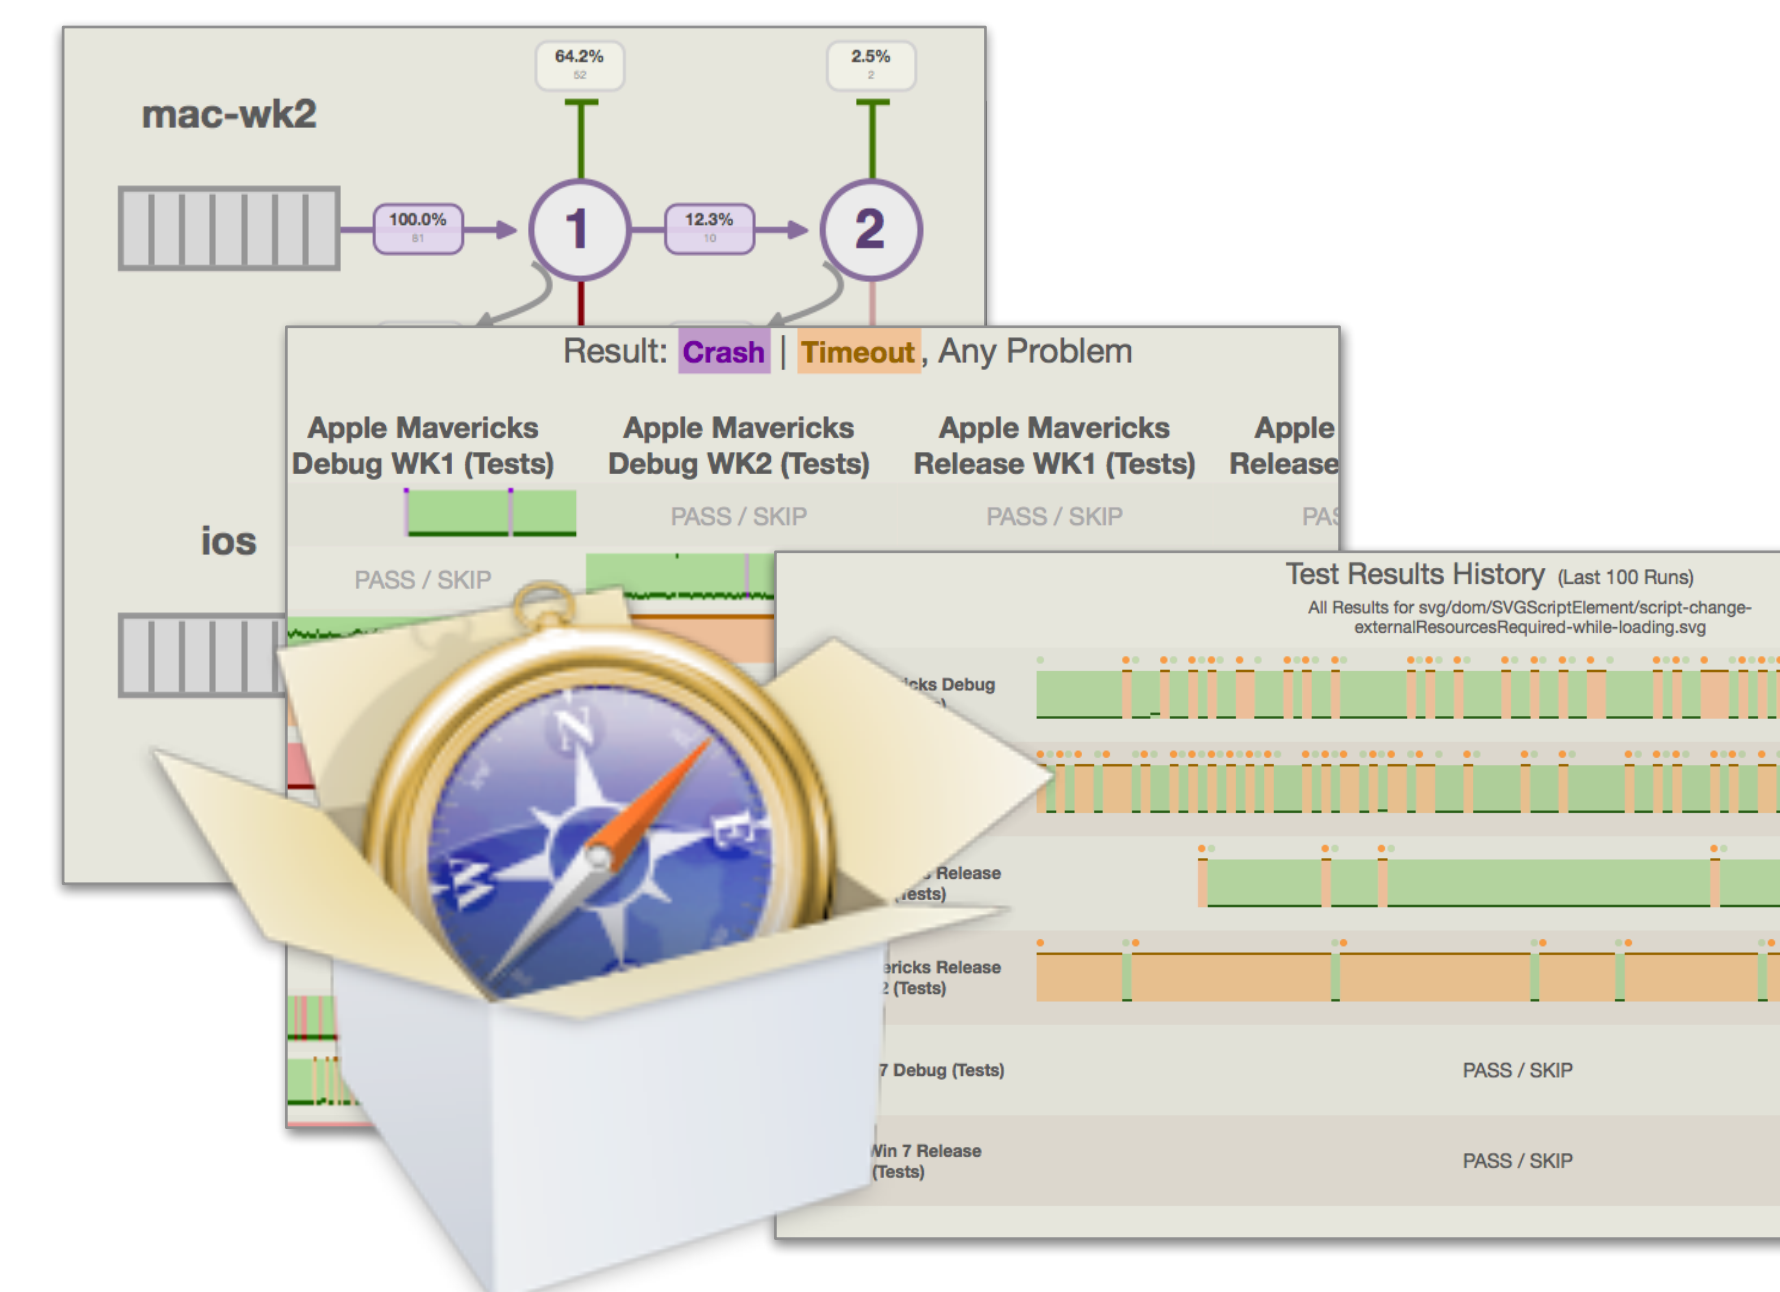 64.2%
52
2.5%
2
mac-wk2
100.0%
81
1
12.3%
10
2
Result: Crash | Timeout, Any Problem
Apple Mavericks
Debug WK1 (Tests)
Apple Mavericks
Debug WK2 (Tests)
Apple Mavericks
Release WK1 (Tests)
Apple
Release
PASS / SKIP
PASS / SKIP
ios
PASS / SKIP
Test Results History (Last 100 Runs)
All Results for svg/dom/SVGScriptElement/script-change-
externalResourcesRequired-while-loading.svg
Debug
Release
(Tests)
Release
(Tests)
7 Debug (Tests)
PASS / SKIP
Win 7 Release
(Tests)
PASS / SKIP
N
E
W